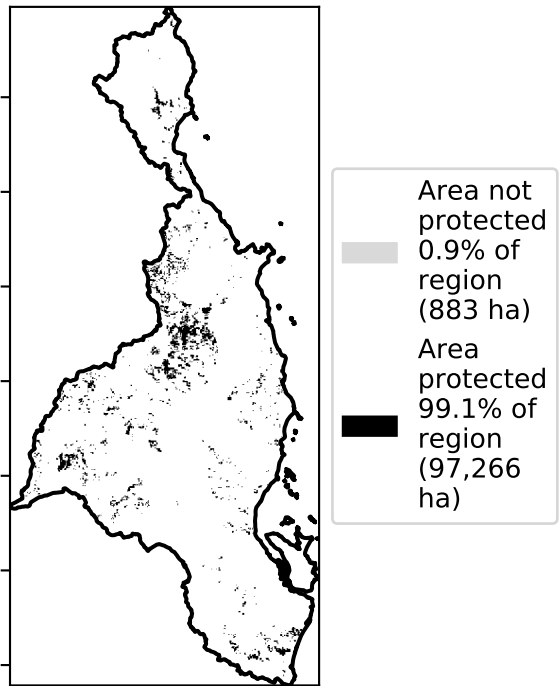 Area not
protected
0.9% of
region
(883 ha)
Area
protected
99.1% of
region
(97,266
ha)